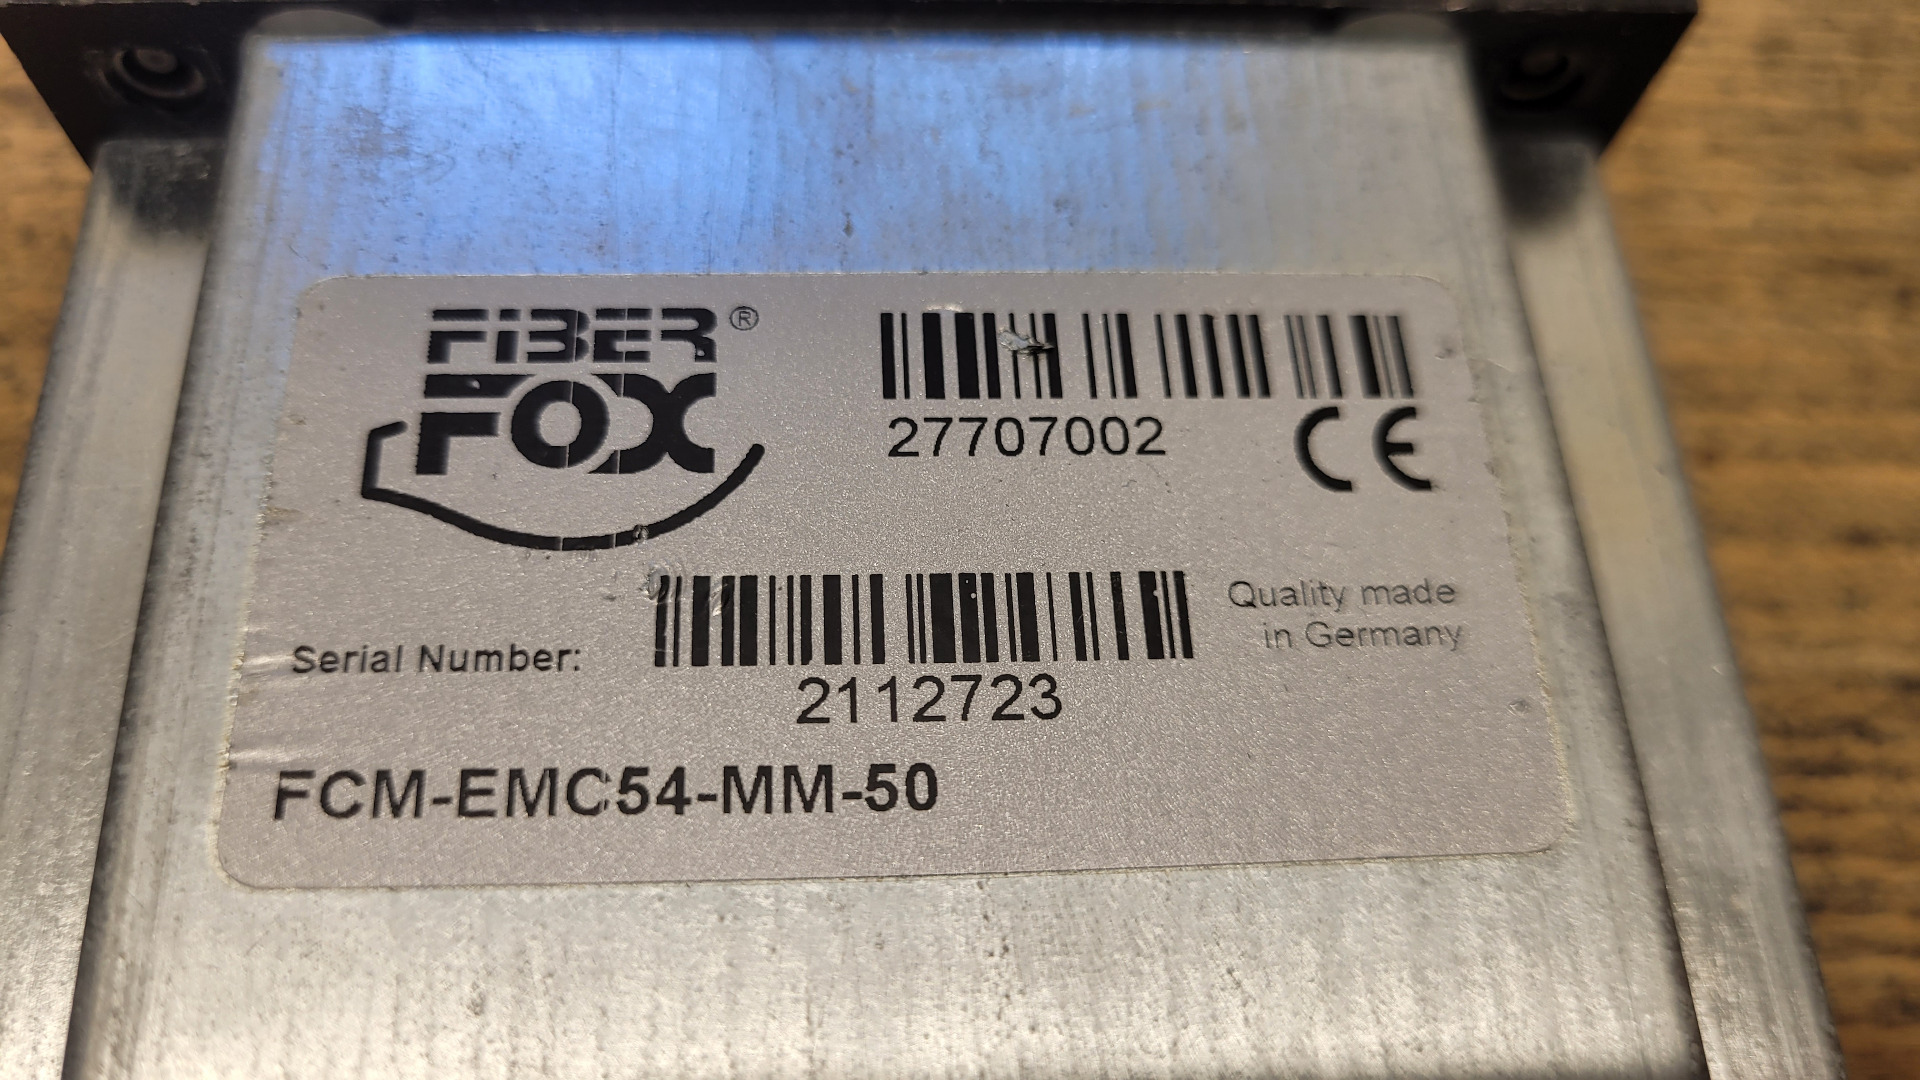 FiBER®
FOX
27707002
CE
Serial Number:
2112723
Quality made
in Germany
FCM-EMC54-MM-50